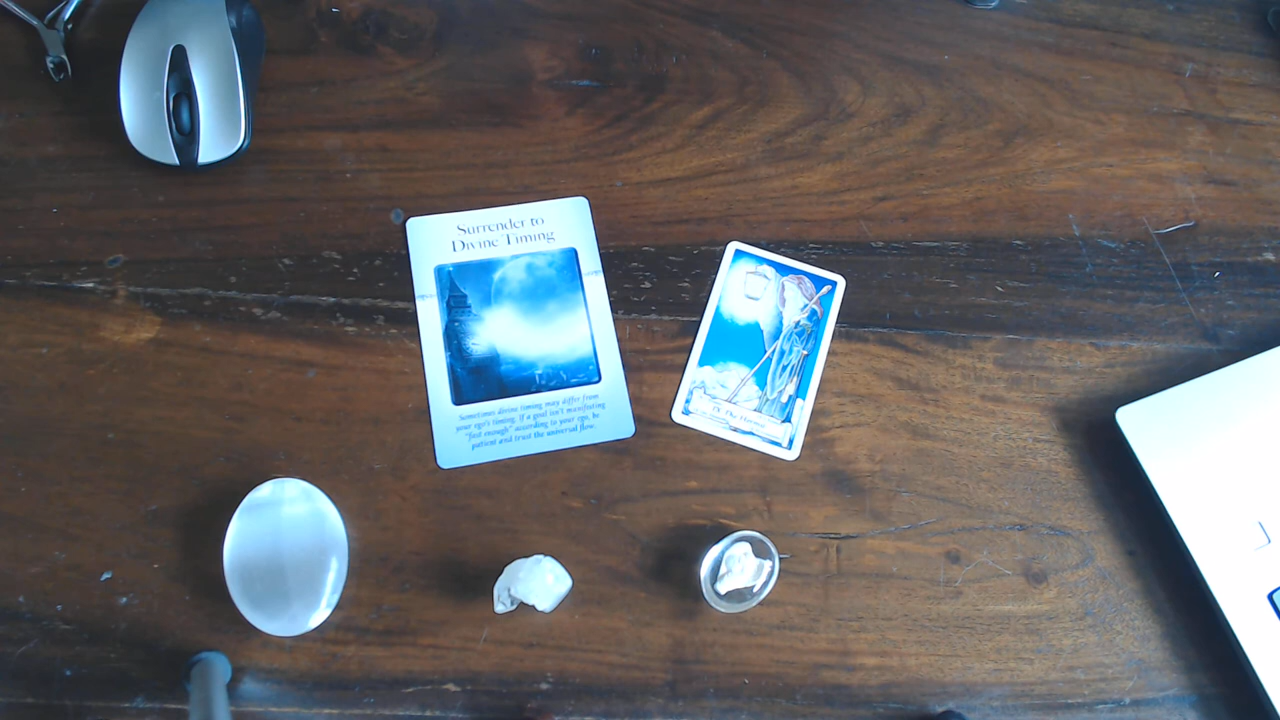 Surrender to
Divine Timing
Sometimes divine timing may differ from
your ego's timing. If a goal isn't manifesting
"fast enough" according to your ego, be
patient and trust the universal flow.
IX The Hermit